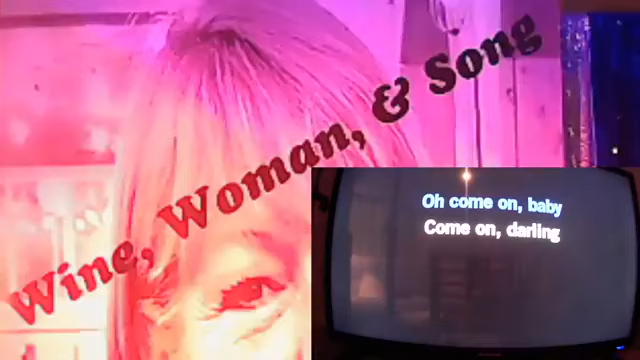 Wine, Woman, & Song
Oh come on, baby
Come on, darling